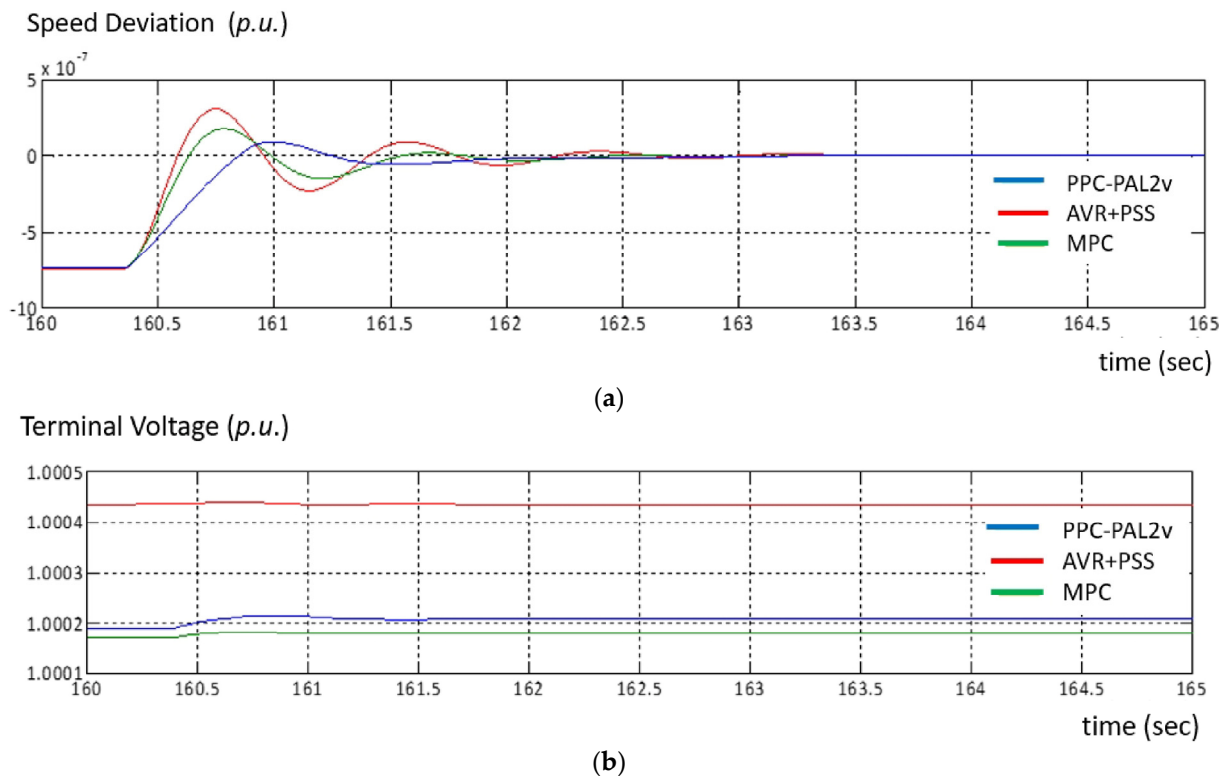 Speed Deviation (p.u.)
x 10⁻⁷
5
0
-5
-10
160 160.5 161 161.5 162 162.5 163 163.5 164 164.5 165
PPC-PAL2v
AVR+PSS
MPC
time (sec)
(a)
Terminal Voltage (p.u.)
1.0005
1.0004
1.0003
1.0002
1.0001
160 160.5 161 161.5 162 162.5 163 163.5 164 164.5 165
PPC-PAL2v
AVR+PSS
MPC
time (sec)
(b)